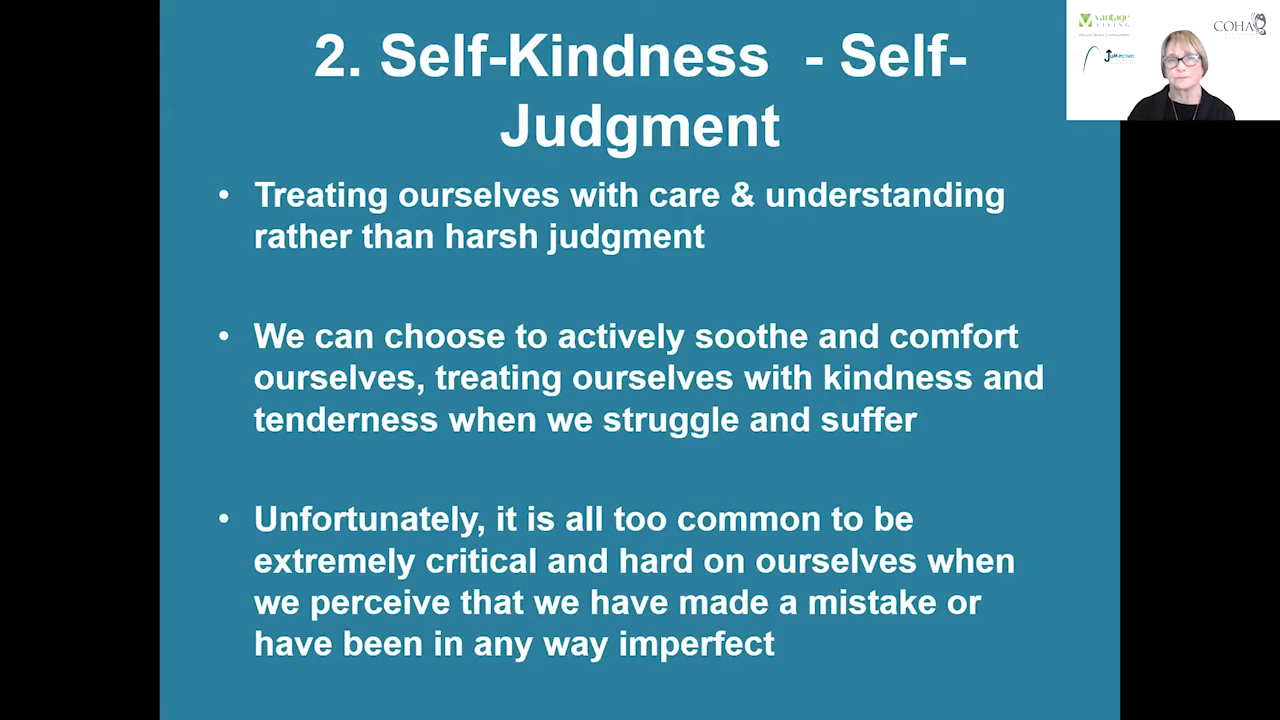 2. Self-Kindness - Self-
Judgment
• Treating ourselves with care & understanding
rather than harsh judgment
• We can choose to actively soothe and comfort
ourselves, treating ourselves with kindness and
tenderness when we struggle and suffer
• Unfortunately, it is all too common to be
extremely critical and hard on ourselves when
we perceive that we have made a mistake or
have been in any way imperfect
vantage
LIVING
COHA